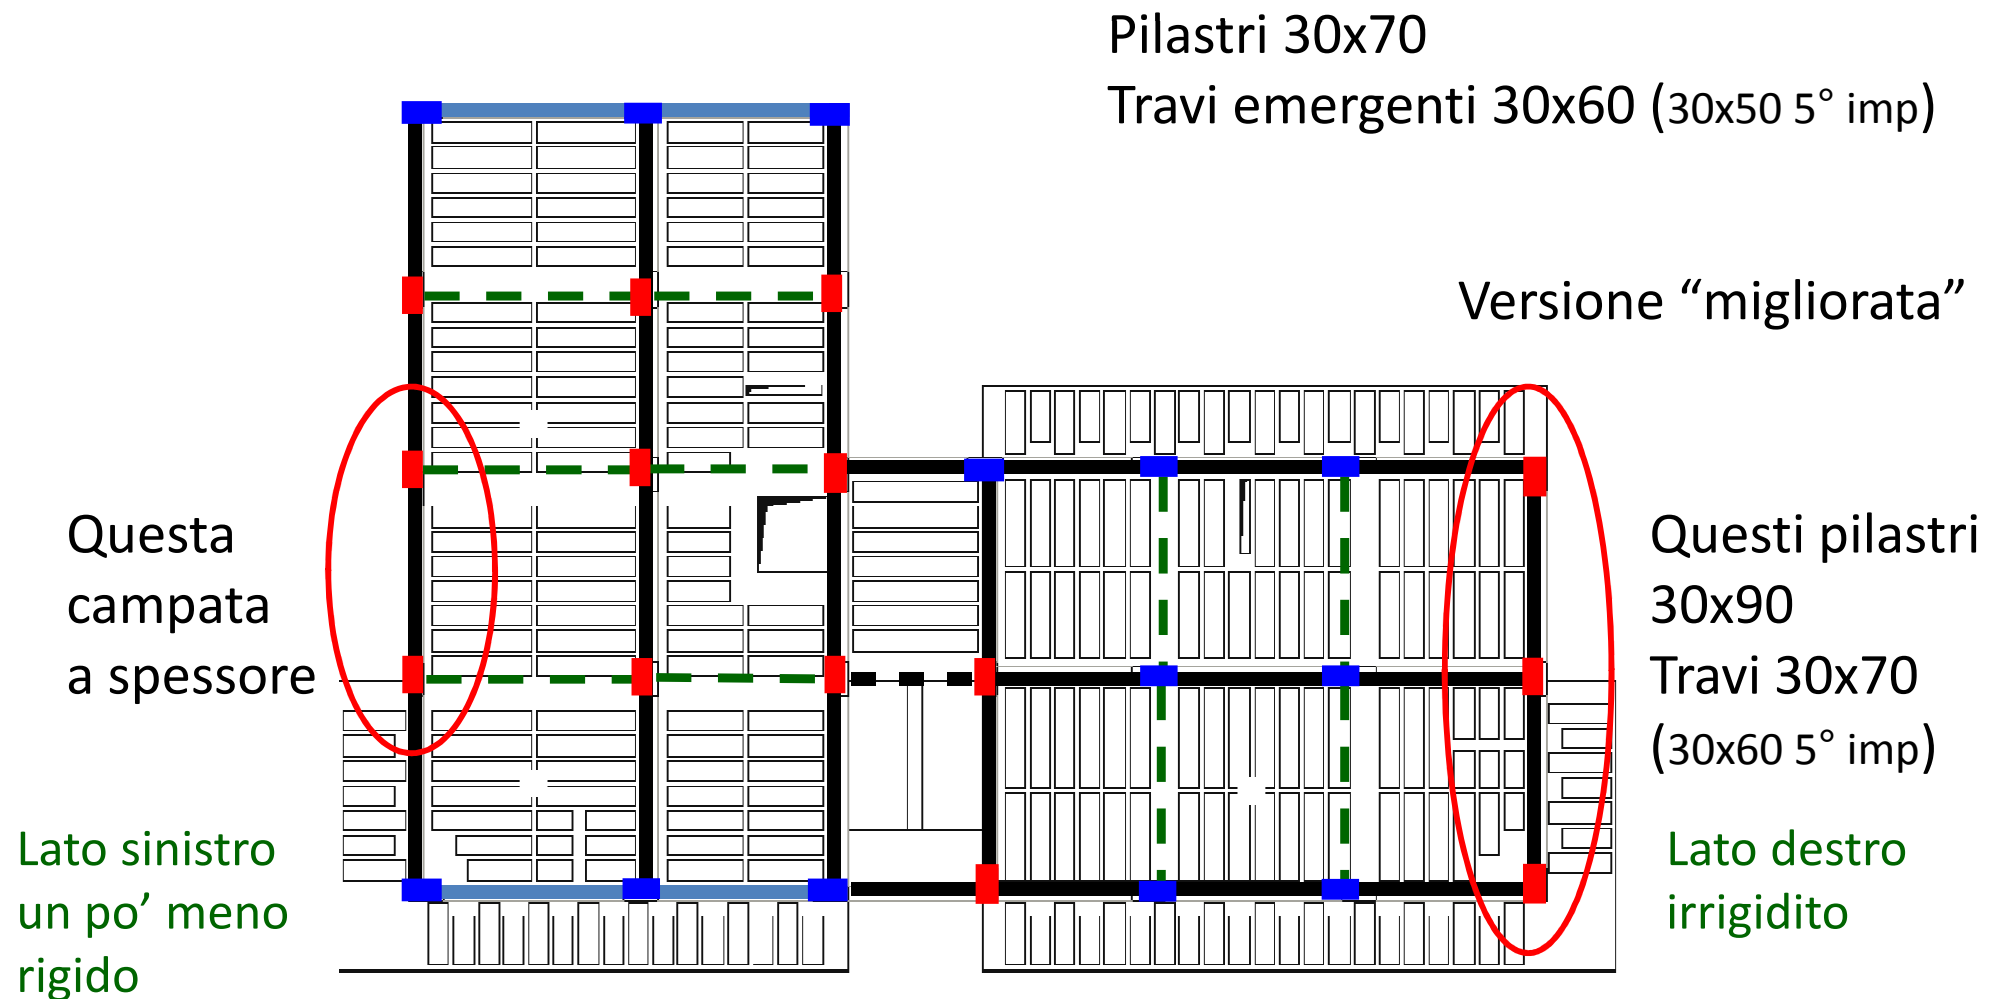 Pilastri 30x70
Travi emergenti 30x60 (30x50 5° imp)
Versione “migliorata”
Questa
campata
a spessore
Questi pilastri
30x90
Travi 30x70
(30x60 5° imp)
Lato sinistro
un po’ meno
rigido
Lato destro
irrigidito